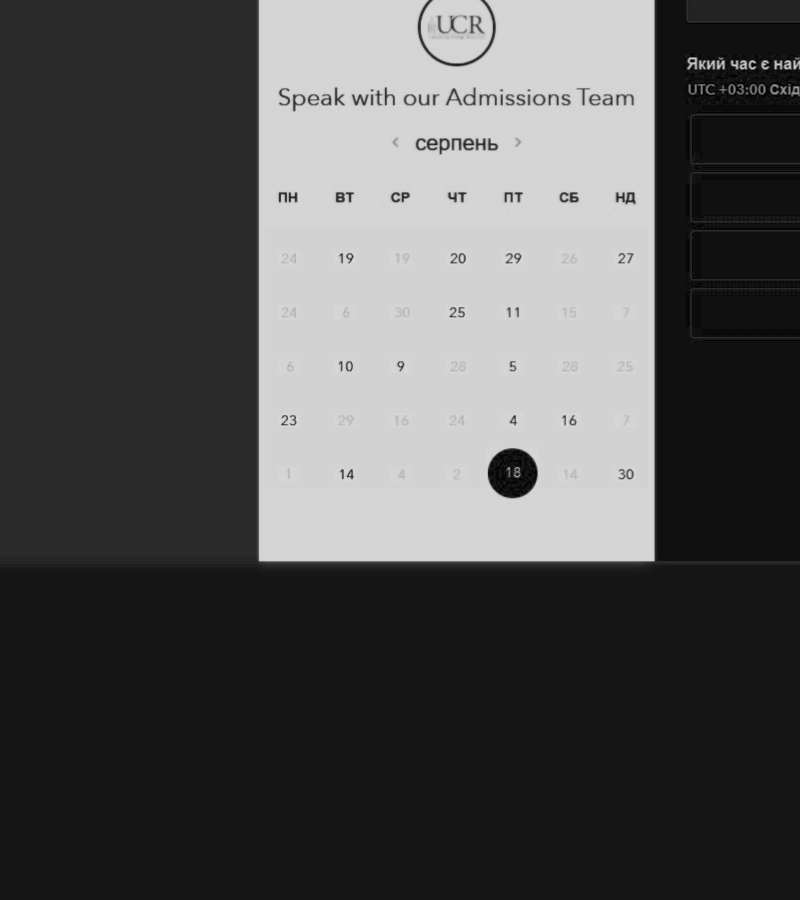 UCR
Speak with our Admissions Team
‹ серпень ›
ПН ВТ СР ЧТ ПТ СБ НД
24 19 19 20 29 26 27
24 6 30 25 11 15 7
6 10 9 28 5 28 25
23 29 16 24 4 16 7
1 14 4 2 18 14 30
Який час є най
UTC +03:00 Схід